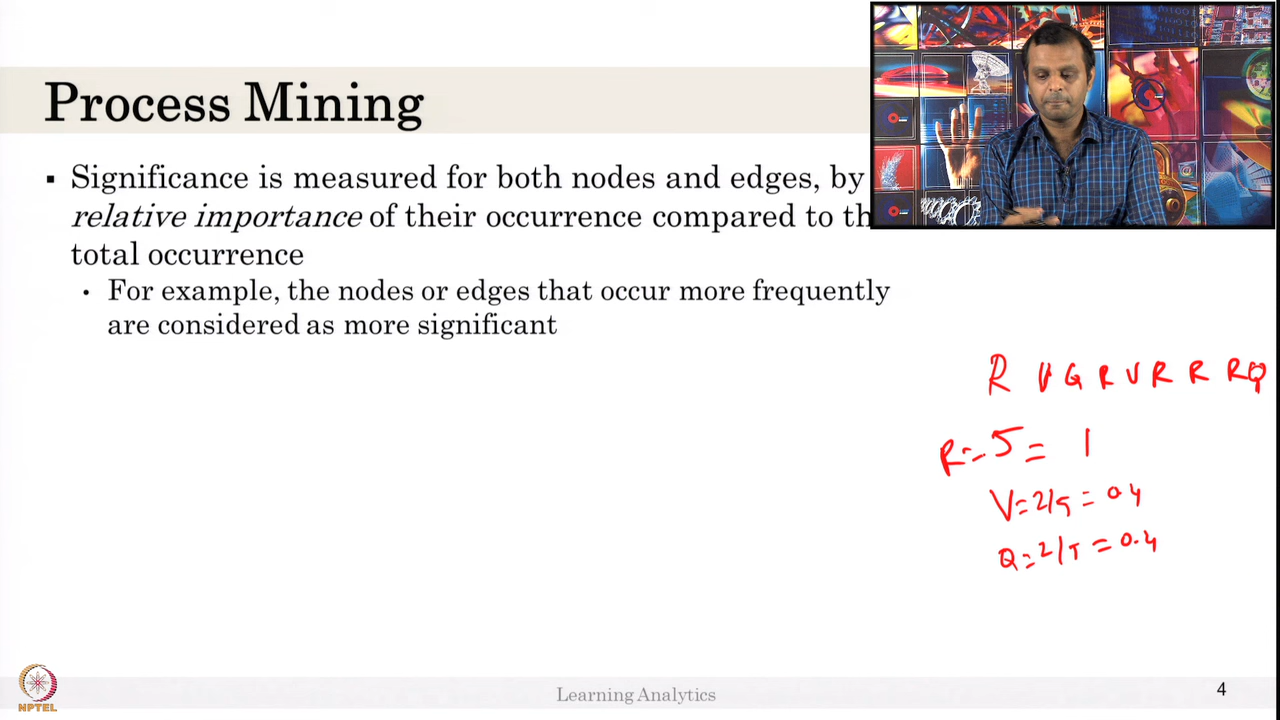 Process Mining
▪ Significance is measured for both nodes and edges, by
relative importance of their occurrence compared to th
total occurrence
• For example, the nodes or edges that occur more frequently
are considered as more significant
R V Q R V R R R Q
R = 5 = 1
V = 2/5 = 0.4
Q = 2/5 = 0.4
NPTEL
Learning Analytics
4